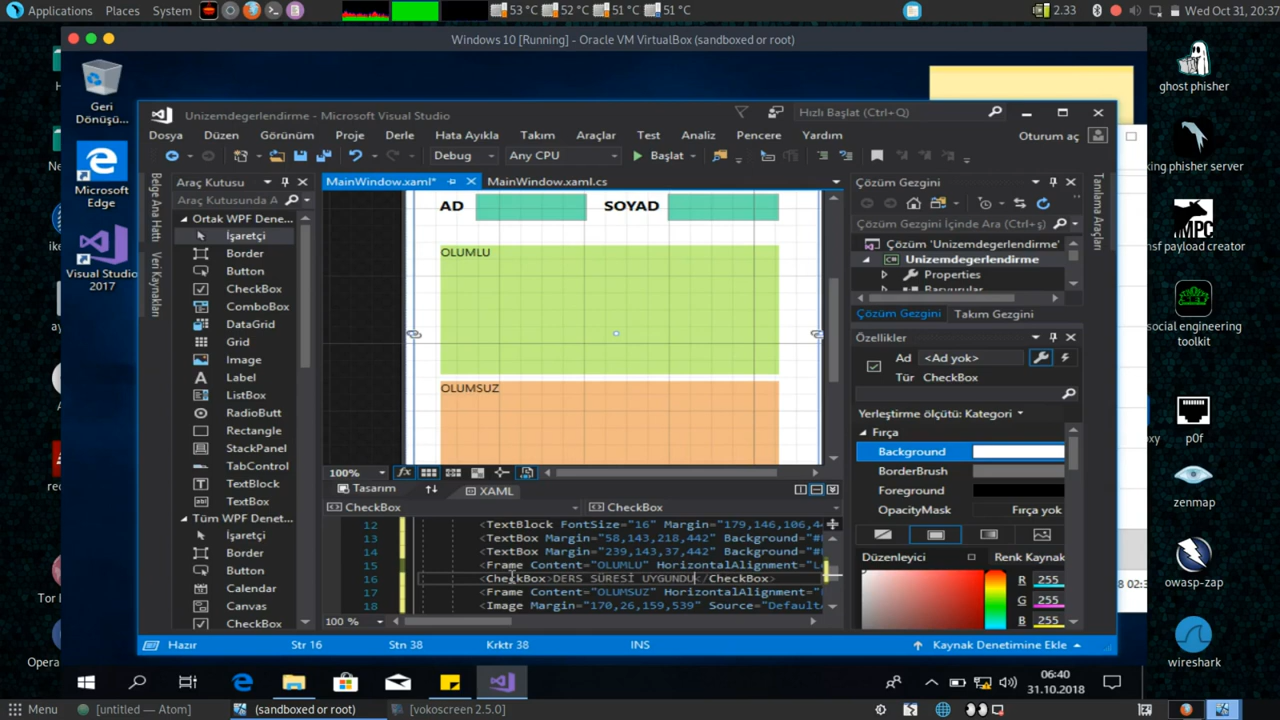 Applications Places System 53 °C 52 °C 51 °C 51 °C 2.33 Wed Oct 31, 20:37
Windows 10 [Running] - Oracle VM VirtualBox (sandboxed or root)
Geri
Dönüşü...
Microsoft
Edge
Visual Studio
2017
Unizemdegerlendirme - Microsoft Visual Studio
Hızlı Başlat (Ctrl+Q)
Dosya Düzen Görünüm Proje Derle Hata Ayıkla Takım Araçlar Test Analiz Pencere Yardım Oturum aç
Debug Any CPU Başlat
Belge Ana Hattı
Veri Kaynakları
Araç Kutusu
Araç Kutusunda
Ortak WPF Dene...
İşaretçi
Border
Button
CheckBox
ComboBox
DataGrid
Grid
Image
Label
ListBox
RadioButt
Rectangle
StackPanel
TabControl
TextBlock
TextBox
Tüm WPF Denet...
İşaretçi
Border
Button
Calendar
Canvas
CheckBox
MainWindow.xaml* MainWindow.xaml.cs
AD SOYAD
OLUMLU
OLUMSUZ
100% fx
Tasarım XAML
CheckBox CheckBox
12 <TextBlock FontSize="16" Margin="179,146,106,4
13 <TextBox Margin="58,143,218,442" Background="#
14 <TextBox Margin="239,143,37,442" Background="#
15 <Frame Content="OLUMLU" HorizontalAlignment="L
16 <CheckBox>DERS SÜRESİ UYGUNDU</CheckBox>
17 <Frame Content="OLUMSUZ" HorizontalAlignment="
18 <Image Margin="170,26,159,539" Source="Default
100 %
Çözüm Gezgini
Çözüm Gezgini İçinde Ara (Ctrl+ş)
Çözüm 'Unizemdegerlendirme'
Unizemdegerlendirme
Properties
Başvurular
Çözüm Gezgini Takım Gezgini
Tanılama Araçları
Özellikler
Ad <Ad yok>
Tür CheckBox
Yerleştirme ölçütü: Kategori
Fırça
Background
BorderBrush
Foreground
OpacityMask Fırça yok
Düzenleyici Renk Kaynak
R 255
G 255
B 255
Hazır Str 16 Stn 38 Krktr 38 INS Kaynak Denetimine Ekle
06:40
31.10.2018
ghost phisher
king phisher server
msf payload creator
social engineering
toolkit
p0f
zenmap
owasp-zap
wireshark
Menu [untitled — Atom] (sandboxed or root) [vokoscreen 2.5.0]